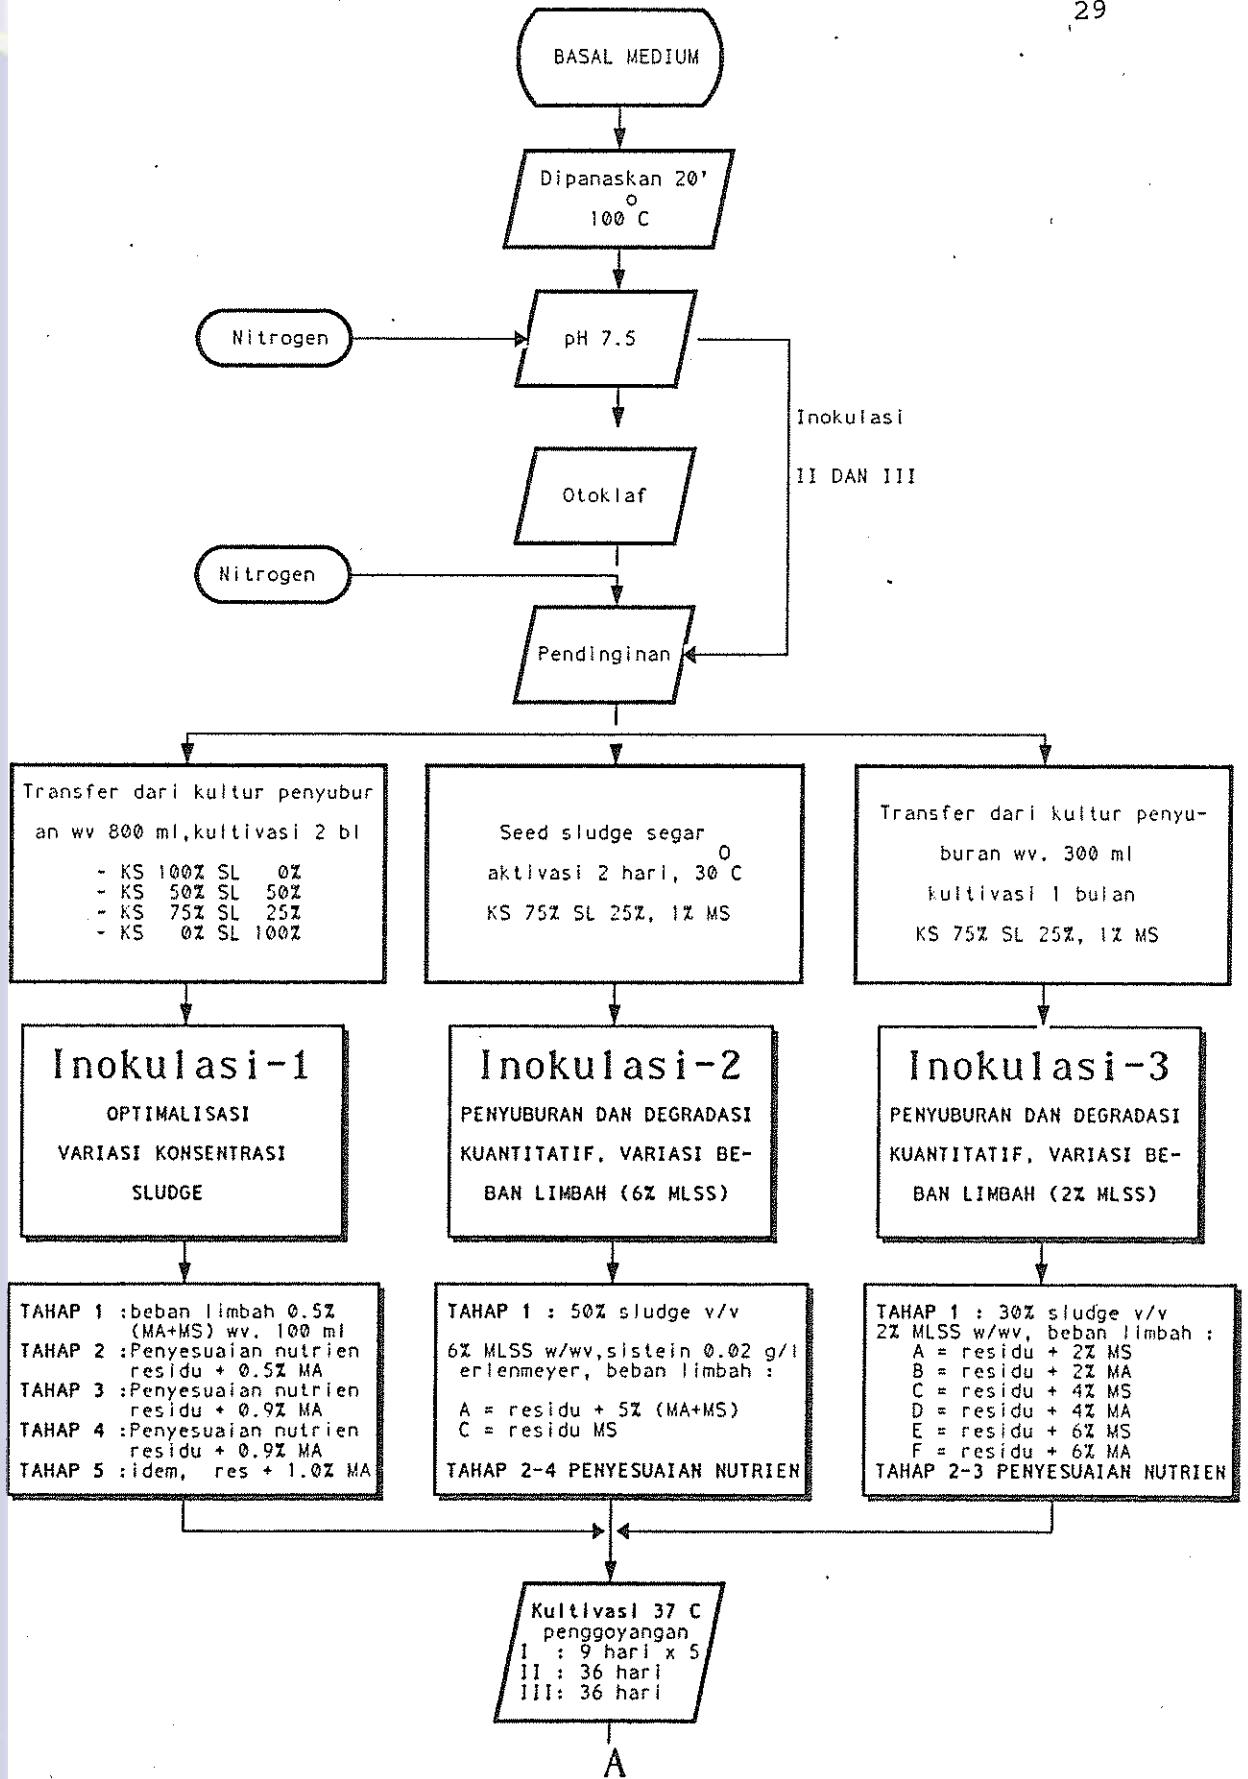 29
BASAL MEDIUM
Dipanaskan 20'
100 °C
Nitrogen
pH 7.5
Inokulasi
II DAN III
Otoklaf
Nitrogen
Pendinginan
Transfer dari kultur penyubur
an wv 800 ml,kultivasi 2 bl
- KS 100% SL 0%
- KS 50% SL 50%
- KS 75% SL 25%
- KS 0% SL 100%
Seed sludge segar
aktivasi 2 hari, 30 °C
KS 75% SL 25%, 1% MS
Transfer dari kultur penyu-
buran wv. 300 ml
kultivasi 1 bulan
KS 75% SL 25%, 1% MS
Inokulasi-1
OPTIMALISASI
VARIASI KONSENTRASI
SLUDGE
Inokulasi-2
PENYUBURAN DAN DEGRADASI
KUANTITATIF, VARIASI BE-
BAN LIMBAH (6% MLSS)
Inokulasi-3
PENYUBURAN DAN DEGRADASI
KUANTITATIF, VARIASI BE-
BAN LIMBAH (2% MLSS)
TAHAP 1 :beban limbah 0.5%
(MA+MS) wv. 100 ml
TAHAP 2 :Penyesuaian nutrien
residu + 0.5% MA
TAHAP 3 :Penyesuaian nutrien
residu + 0.9% MA
TAHAP 4 :Penyesuaian nutrien
residu + 0.9% MA
TAHAP 5 :idem, res + 1.0% MA
TAHAP 1 : 50% sludge v/v
6% MLSS w/wv,sistein 0.02 g/l
erlenmeyer, beban limbah :
A = residu + 5% (MA+MS)
C = residu MS
TAHAP 2-4 PENYESUAIAN NUTRIEN
TAHAP 1 : 30% sludge v/v
2% MLSS w/wv, beban limbah :
A = residu + 2% MS
B = residu + 2% MA
C = residu + 4% MS
D = residu + 4% MA
E = residu + 6% MS
F = residu + 6% MA
TAHAP 2-3 PENYESUAIAN NUTRIEN
Kultivasi 37 C
penggoyangan
I : 9 hari x 5
II : 36 hari
III: 36 hari
A